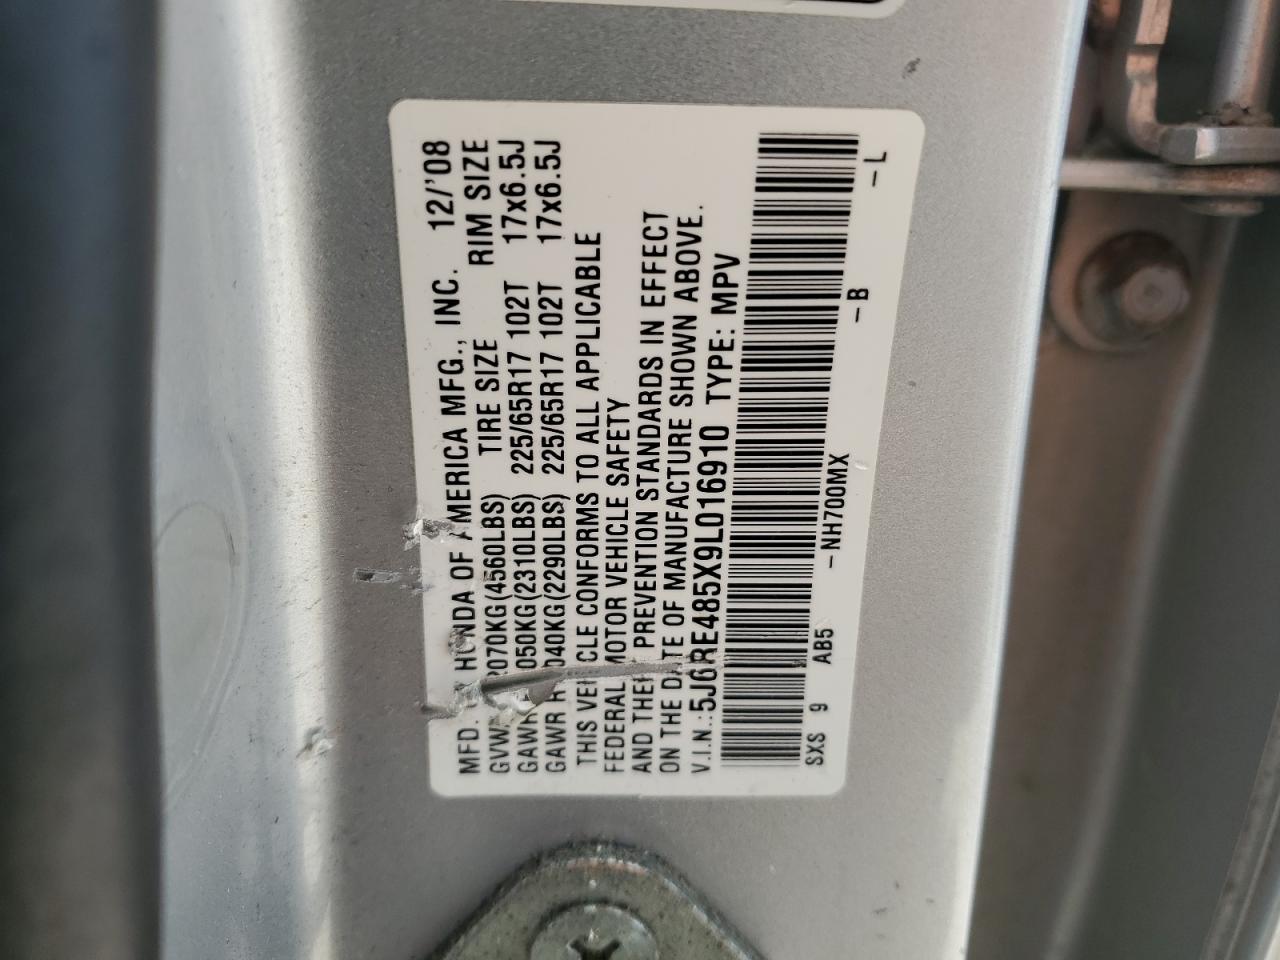 MFD. BY HONDA OF AMERICA MFG., INC. 12/'08
2070KG(4560LBS) TIRE SIZE RIM SIZE
GAWR 050KG(2310LBS) 225/65R17 102T 17x6.5J
GAWR 040KG(2290LBS) 225/65R17 102T 17x6.5J
THIS VEHICLE CONFORMS TO ALL APPLICABLE
FEDERAL MOTOR VEHICLE SAFETY
AND THEFT PREVENTION STANDARDS IN EFFECT
ON THE DATE OF MANUFACTURE SHOWN ABOVE.
V.I.N.:5J6RE485X9L016910 TYPE: MPV
SXS 9 AB5 -NH700MX -B -L